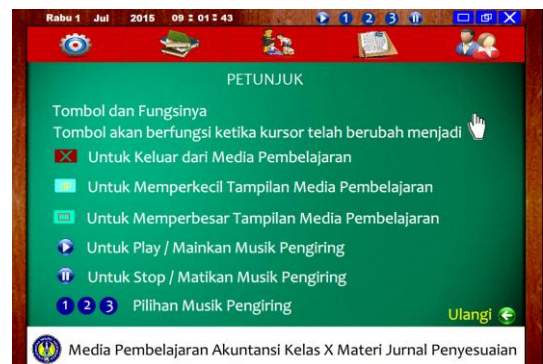 Rabu 1 Jul 2015 09 : 01 : 43 1 2 3
PETUNJUK
Tombol dan Fungsinya
Tombol akan berfungsi ketika kursor telah berubah menjadi
Untuk Keluar dari Media Pembelajaran
Untuk Memperkecil Tampilan Media Pembelajaran
Untuk Memperbesar Tampilan Media Pembelajaran
Untuk Play / Mainkan Musik Pengiring
Untuk Stop / Matikan Musik Pengiring
1 2 3 Pilihan Musik Pengiring
Ulangi
Media Pembelajaran Akuntansi Kelas X Materi Jurnal Penyesuaian